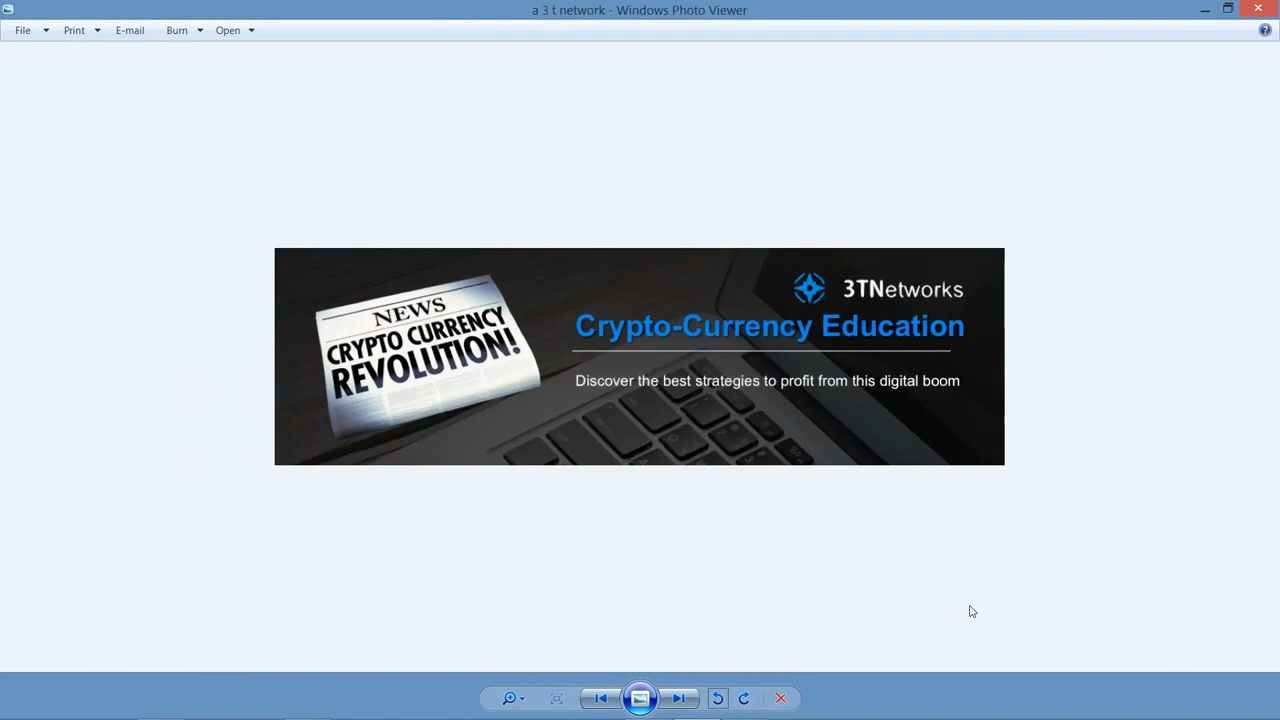 a 3 t network - Windows Photo Viewer
File Print E-mail Burn Open
3TNetworks
NEWS
CRYPTO CURRENCY
REVOLUTION!
Crypto-Currency Education
Discover the best strategies to profit from this digital boom